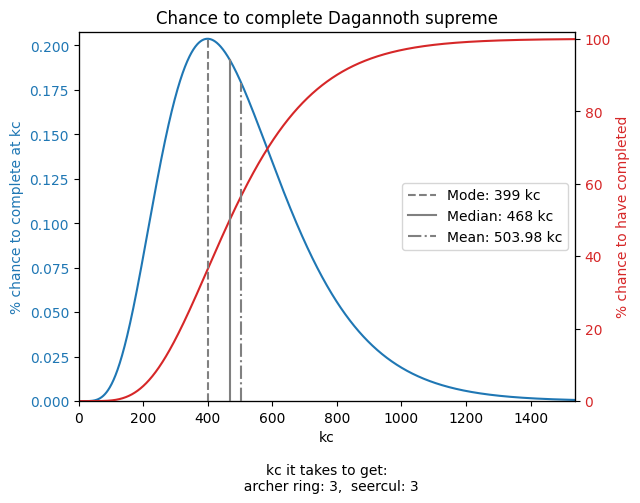 Chance to complete Dagannoth supreme
% chance to complete at kc
0.200
0.175
0.150
0.125
0.100
0.075
0.050
0.025
0.000
100
80
60
40
20
0
% chance to have completed
Mode: 399 kc
Median: 468 kc
Mean: 503.98 kc
0 200 400 600 800 1000 1200 1400
kc
kc it takes to get:
archer ring: 3, seercul: 3